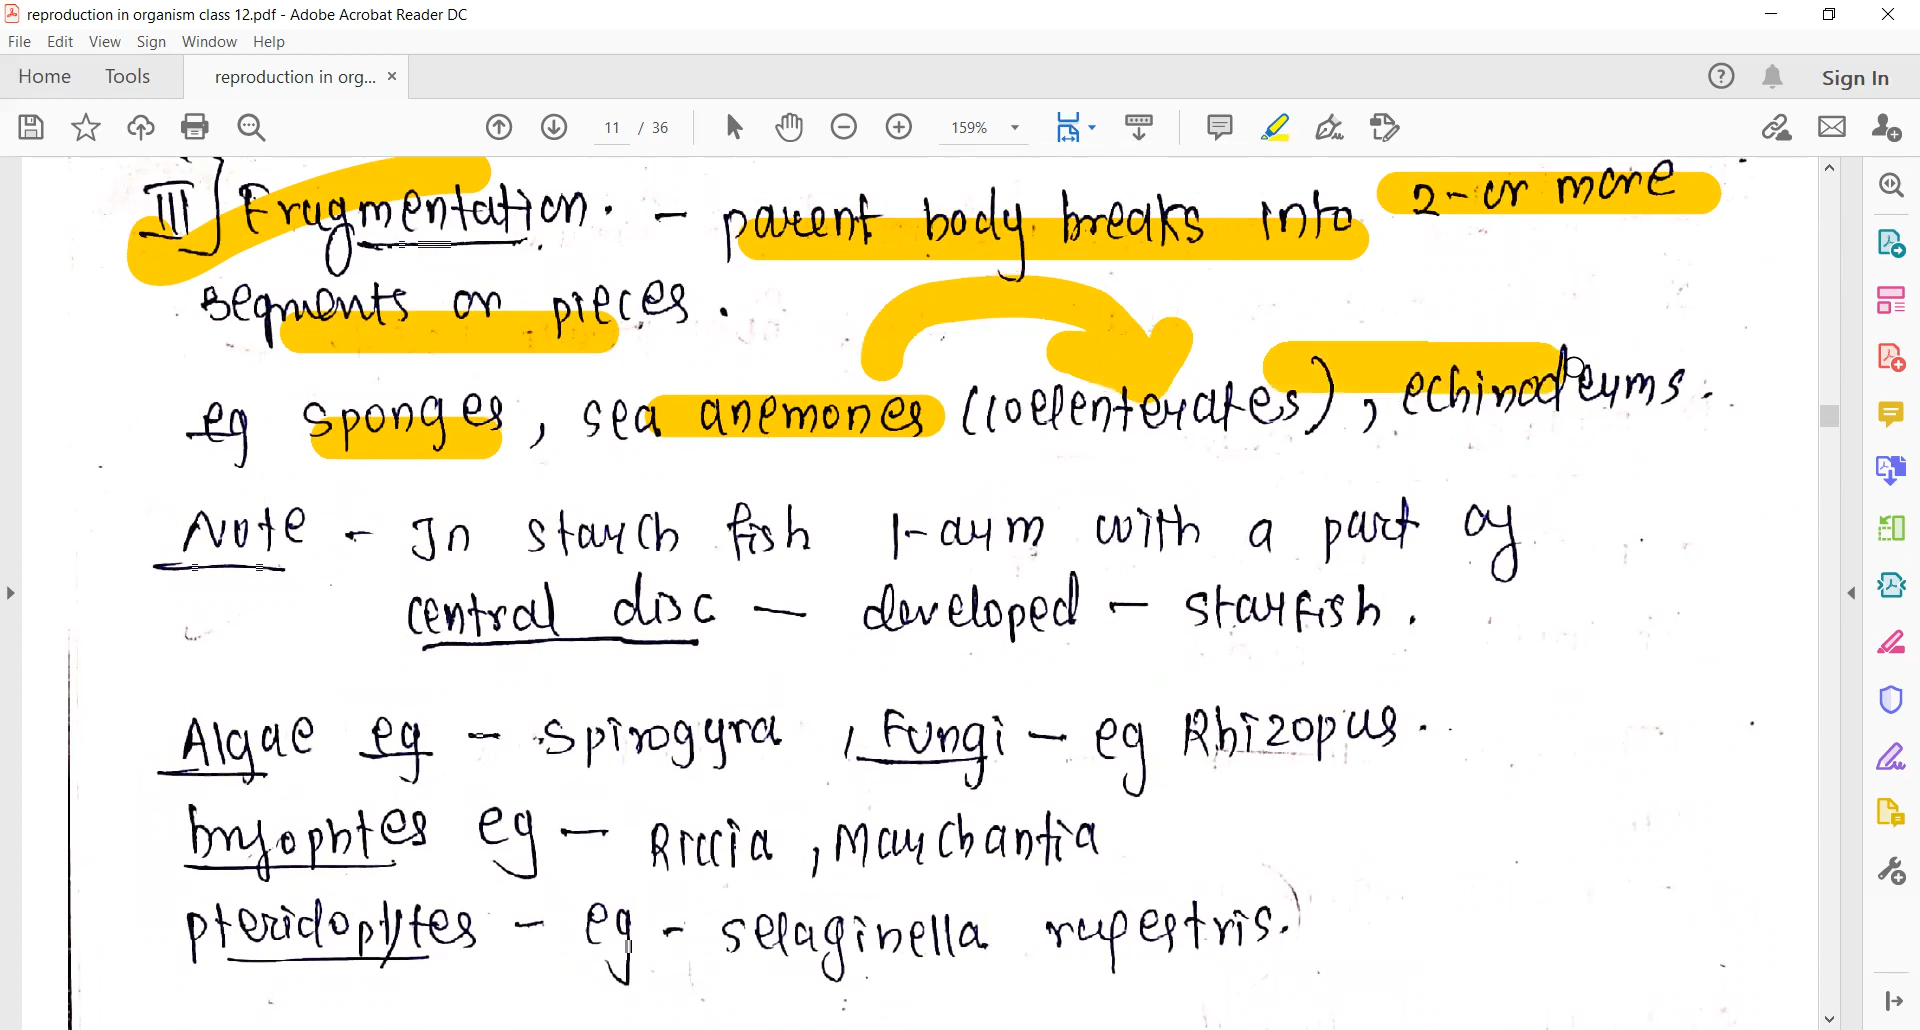 reproduction in organism class 12.pdf - Adobe Acrobat Reader DC
File Edit View Sign Window Help
Home Tools reproduction in org... × Sign In
11 / 36 159%
III] Fragmentation. - parent body breaks into 2-or more
segments or pieces.
eg sponges, sea anemones (coelenterates), echinoderms.
Note - In starch fish 1-arm with a part of
central disc - developed - starfish.
Algae eg - Spirogyra, Fungi - eg Rhizopus.
bryophtes eg - Riccia, Marchantia
pteridophytes - eg - selaginella rupestris.